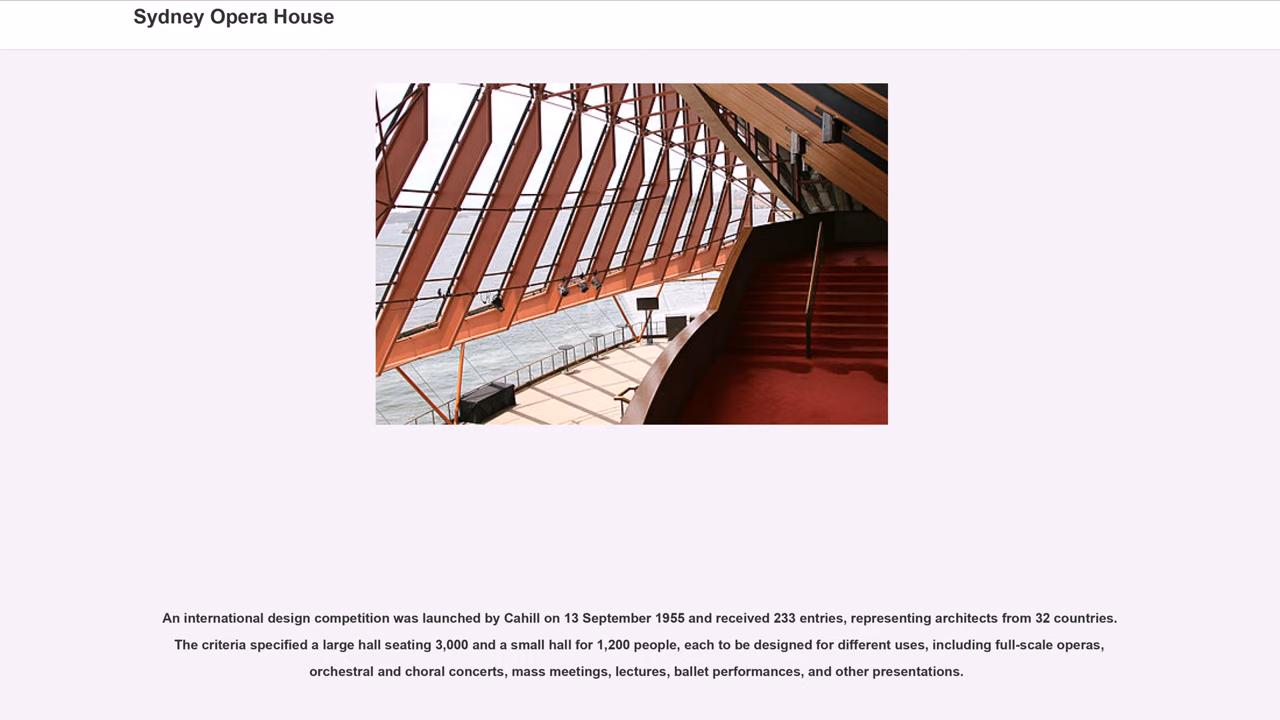 Sydney Opera House
An international design competition was launched by Cahill on 13 September 1955 and received 233 entries, representing architects from 32 countries.
The criteria specified a large hall seating 3,000 and a small hall for 1,200 people, each to be designed for different uses, including full-scale operas,
orchestral and choral concerts, mass meetings, lectures, ballet performances, and other presentations.